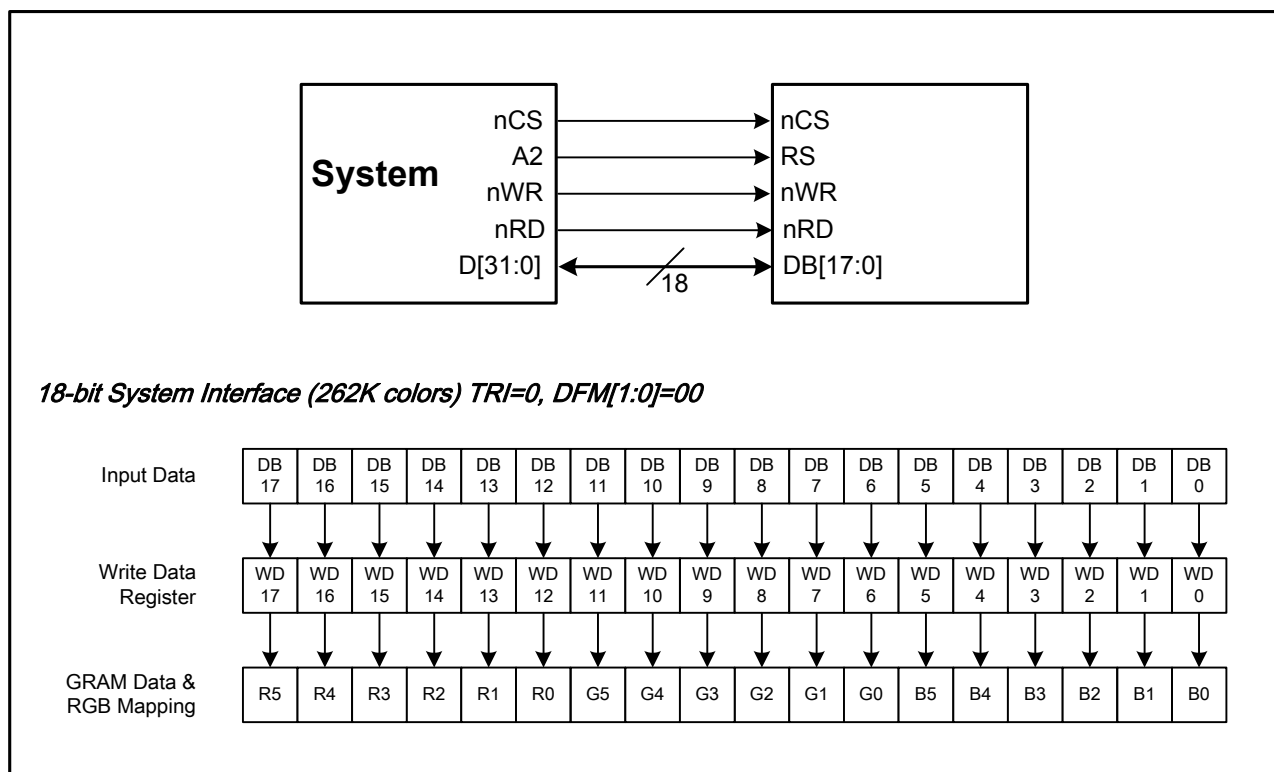 nCS nCS
A2 RS
System
nWR nWR
nRD nRD
D[31:0] DB[17:0]
18
18-bit System Interface (262K colors) TRI=0, DFM[1:0]=00
Input Data
DB DB DB DB DB DB DB DB DB DB DB DB DB DB DB DB DB DB
17 16 15 14 13 12 11 10 9 8 7 6 5 4 3 2 1 0
Write Data
Register
WD WD WD WD WD WD WD WD WD WD WD WD WD WD WD WD WD WD
17 16 15 14 13 12 11 10 9 8 7 6 5 4 3 2 1 0
GRAM Data &
RGB Mapping
R5 R4 R3 R2 R1 R0 G5 G4 G3 G2 G1 G0 B5 B4 B3 B2 B1 B0